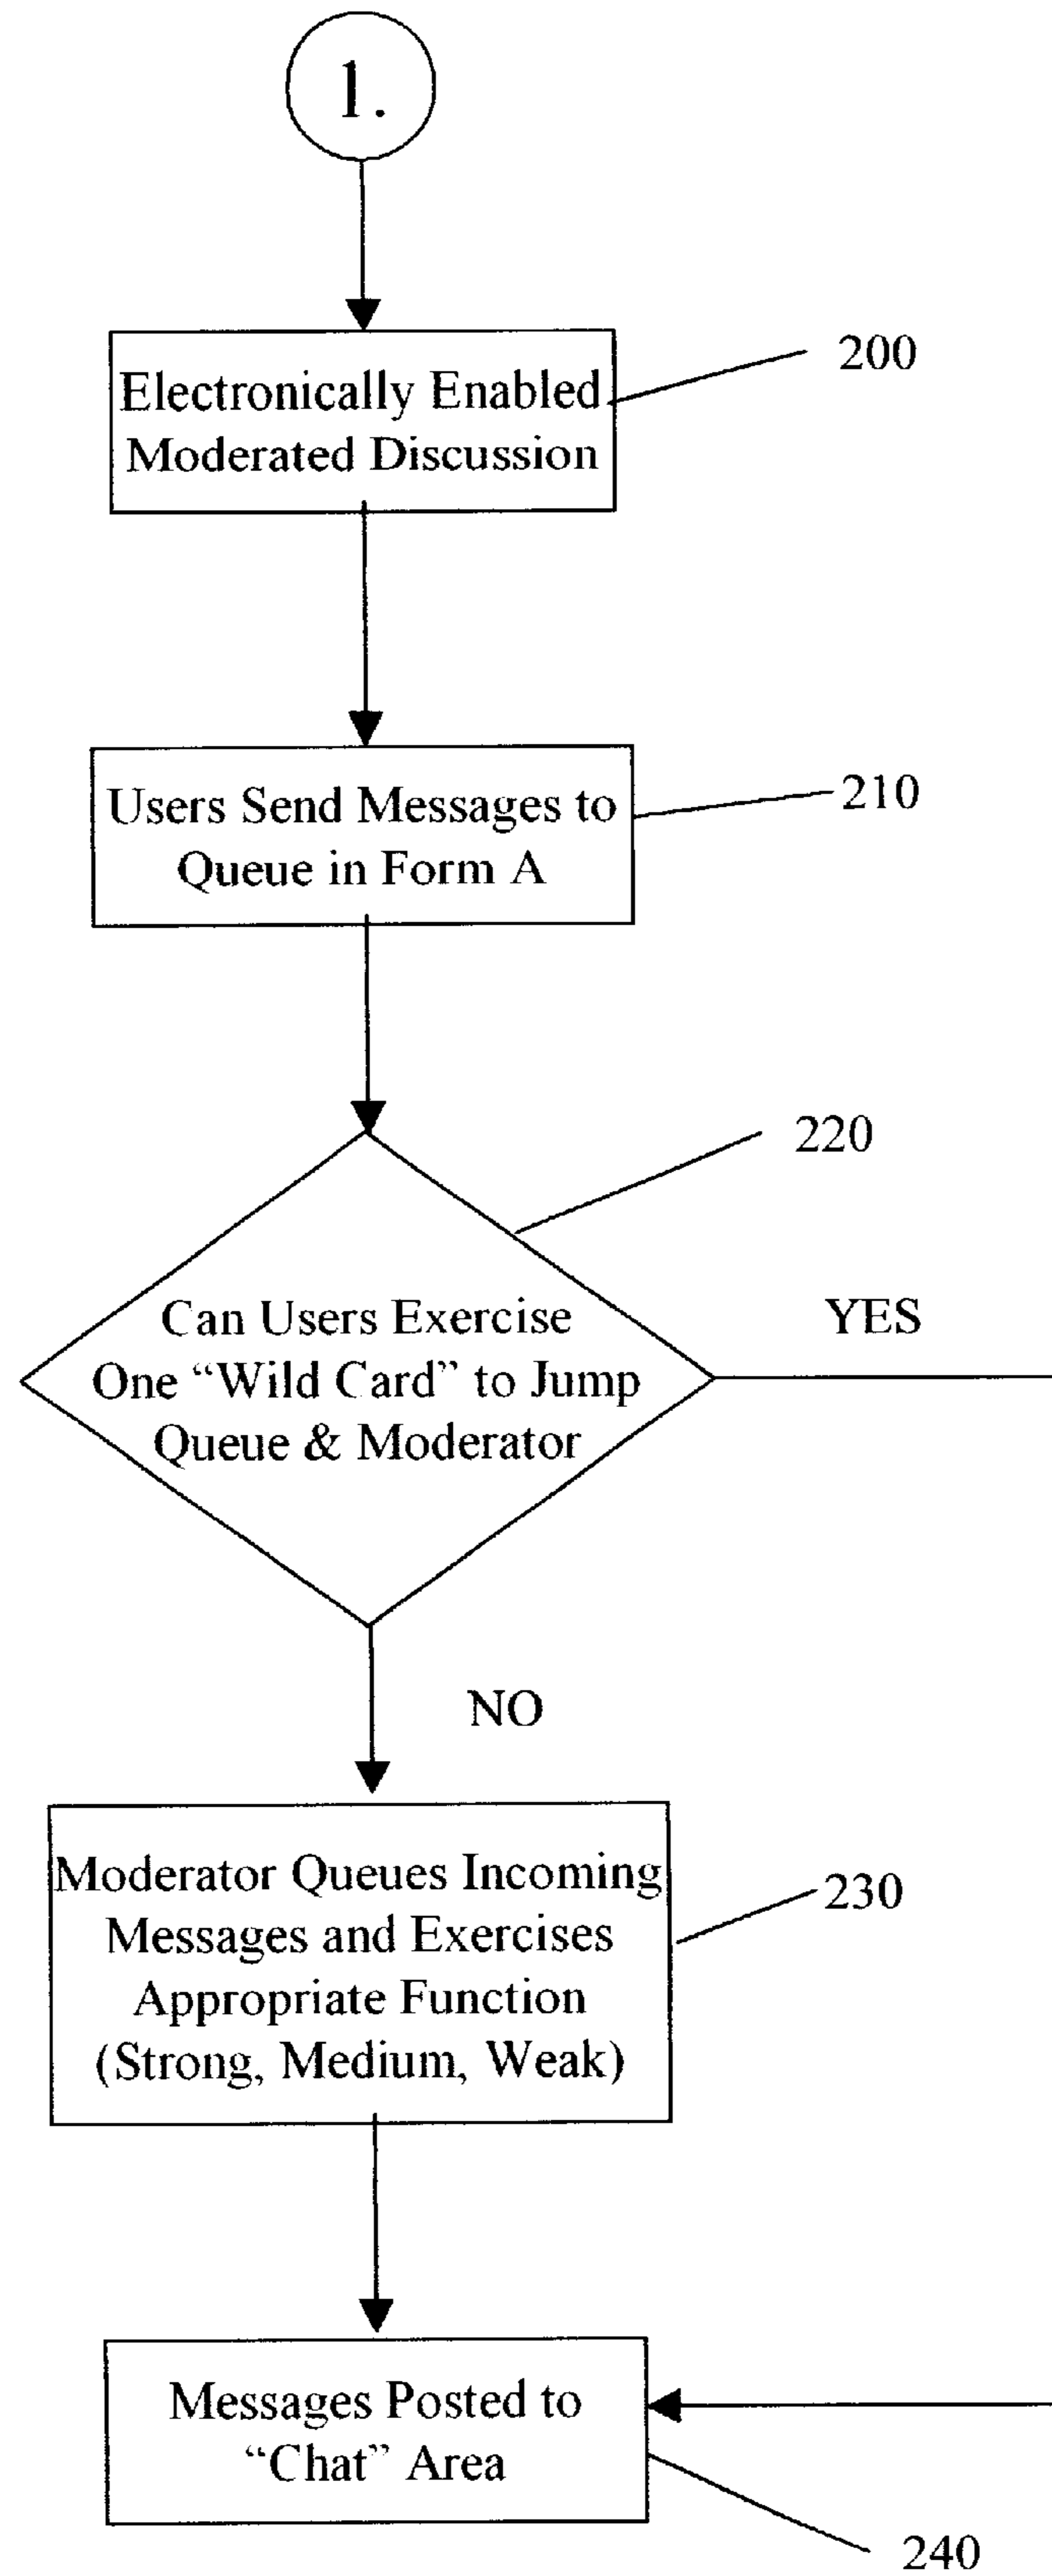 1.
Electronically Enabled
Moderated Discussion
200
Users Send Messages to
Queue in Form A
210
220
Can Users Exercise
One “Wild Card” to Jump
Queue & Moderator
YES
NO
Moderator Queues Incoming
Messages and Exercises
Appropriate Function
(Strong, Medium, Weak)
230
Messages Posted to
“Chat” Area
240